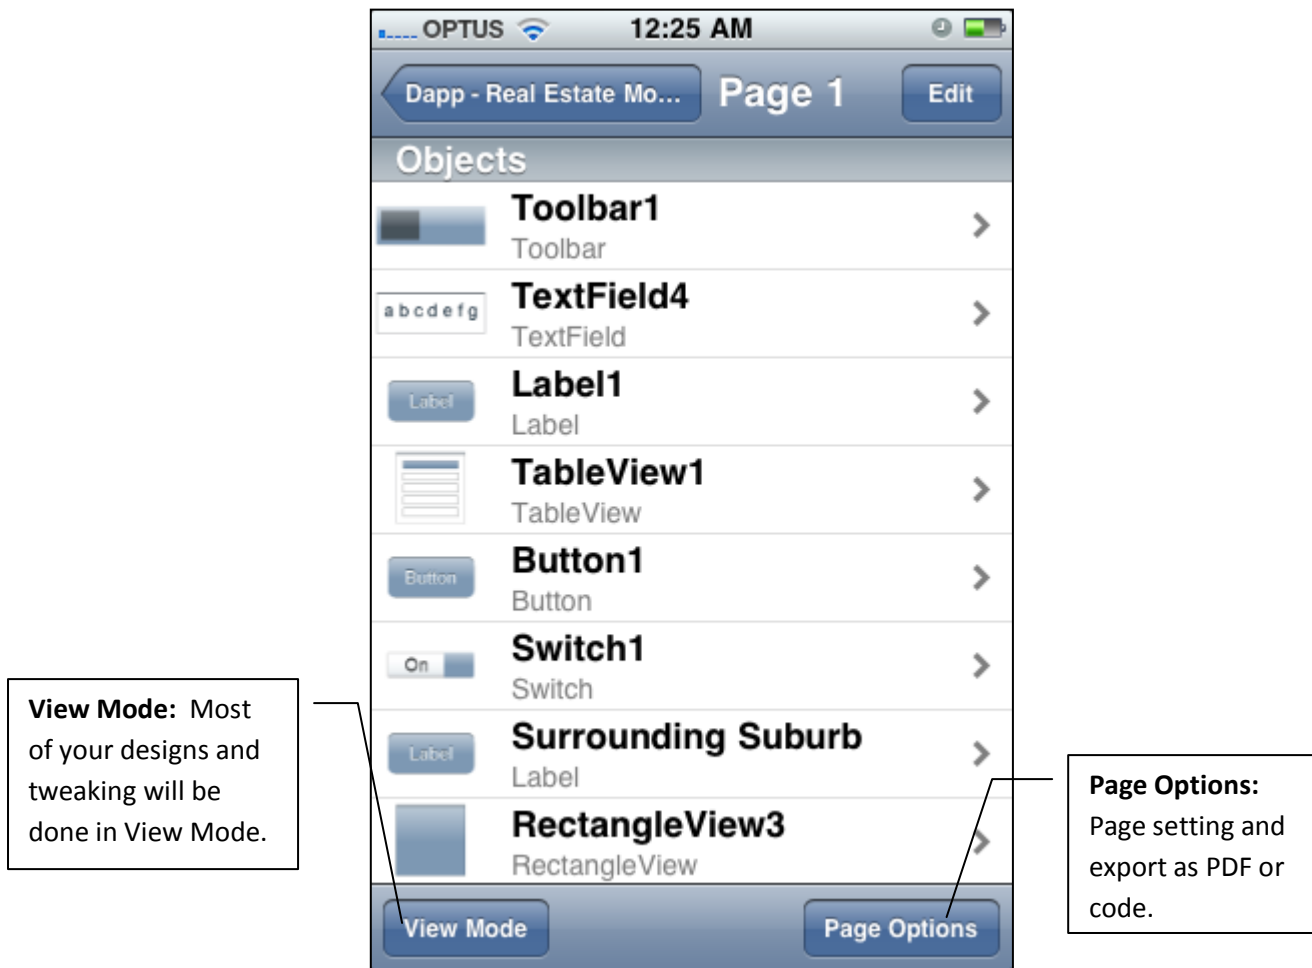 OPTUS 12:25 AM
Dapp - Real Estate Mo... Page 1 Edit
Objects
Toolbar1
Toolbar
abcdefg
TextField4
TextField
Label
Label1
Label
TableView1
TableView
Button
Button1
Button
On
Switch1
Switch
Label
Surrounding Suburb
Label
RectangleView3
RectangleView
View Mode Page Options
View Mode: Most
of your designs and
tweaking will be
done in View Mode.
Page Options:
Page setting and
export as PDF or
code.